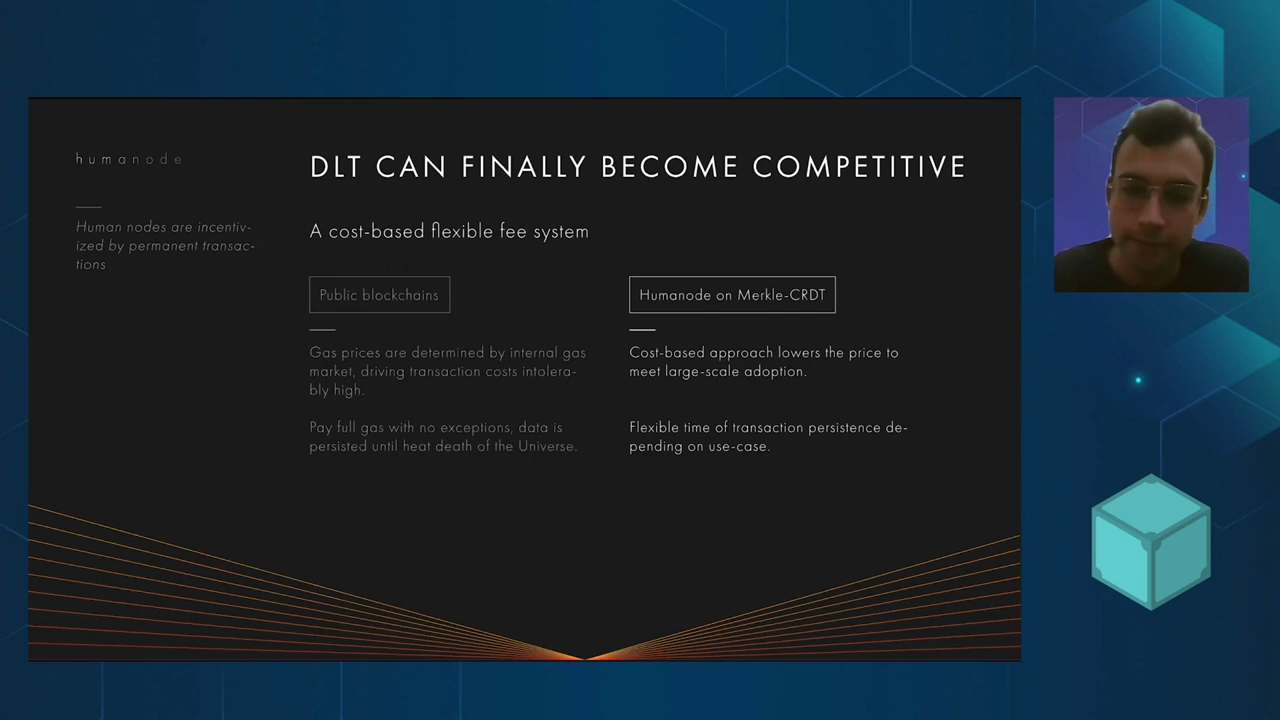 humanode
Human nodes are incentiv-
ized by permanent transac-
tions
DLT CAN FINALLY BECOME COMPETITIVE
A cost-based flexible fee system
Public blockchains
Gas prices are determined by internal gas
market, driving transaction costs intolera-
bly high.
Pay full gas with no exceptions, data is
persisted until heat death of the Universe.
Humanode on Merkle-CRDT
Cost-based approach lowers the price to
meet large-scale adoption.
Flexible time of transaction persistence de-
pending on use-case.